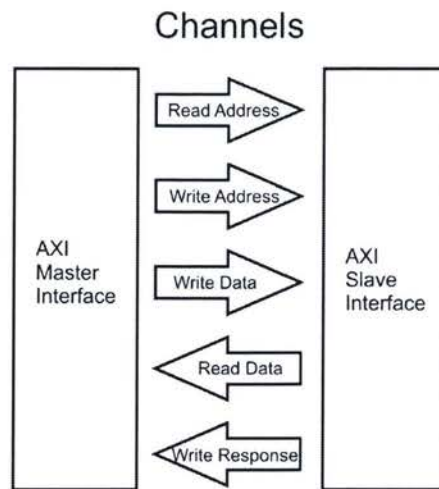 Channels
Read Address
Write Address
AXI
Master
Interface
Write Data
AXI
Slave
Interface
Read Data
Write Response